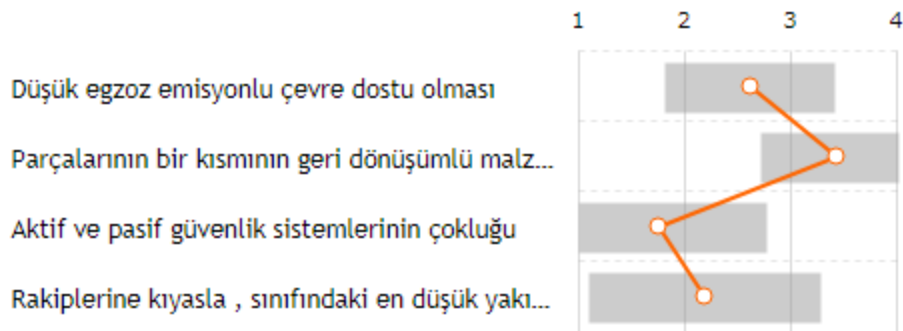 1 2 3 4
Düşük egzoz emisyonlu çevre dostu olması
Parçalarının bir kısmının geri dönüşümlü malz...
Aktif ve pasif güvenlik sistemlerinin çokluğu
Rakiplerine kıyasla , sınıfındaki en düşük yakı...